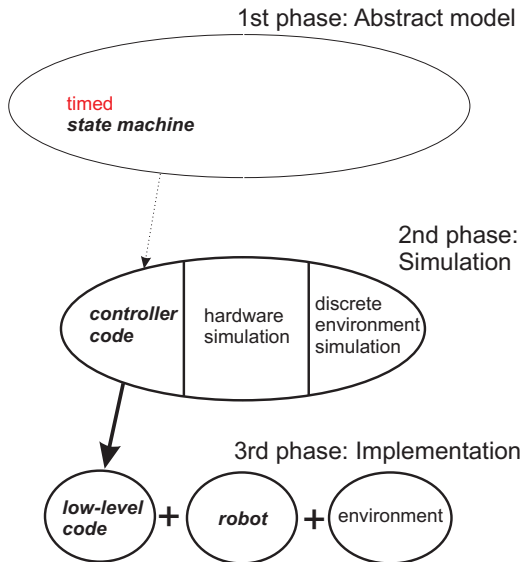 1st phase: Abstract model
timed
state machine
2nd phase:
Simulation
controller
code
hardware
simulation
discrete
environment
simulation
3rd phase: Implementation
low-level
code
+
robot
+
environment